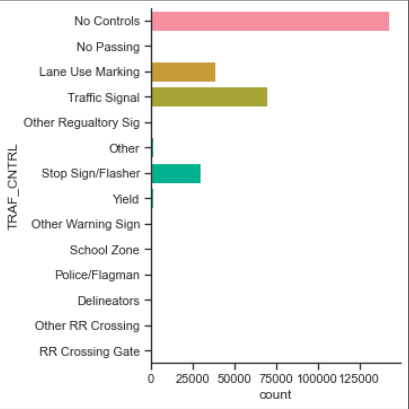 No Controls
No Passing
Lane Use Marking
Traffic Signal
Other Regualtory Sig
Other
Stop Sign/Flasher
Yield
Other Warning Sign
School Zone
Police/Flagman
Delineators
Other RR Crossing
RR Crossing Gate
TRAF_CNTRL
0 25000 50000 75000 100000 125000
count